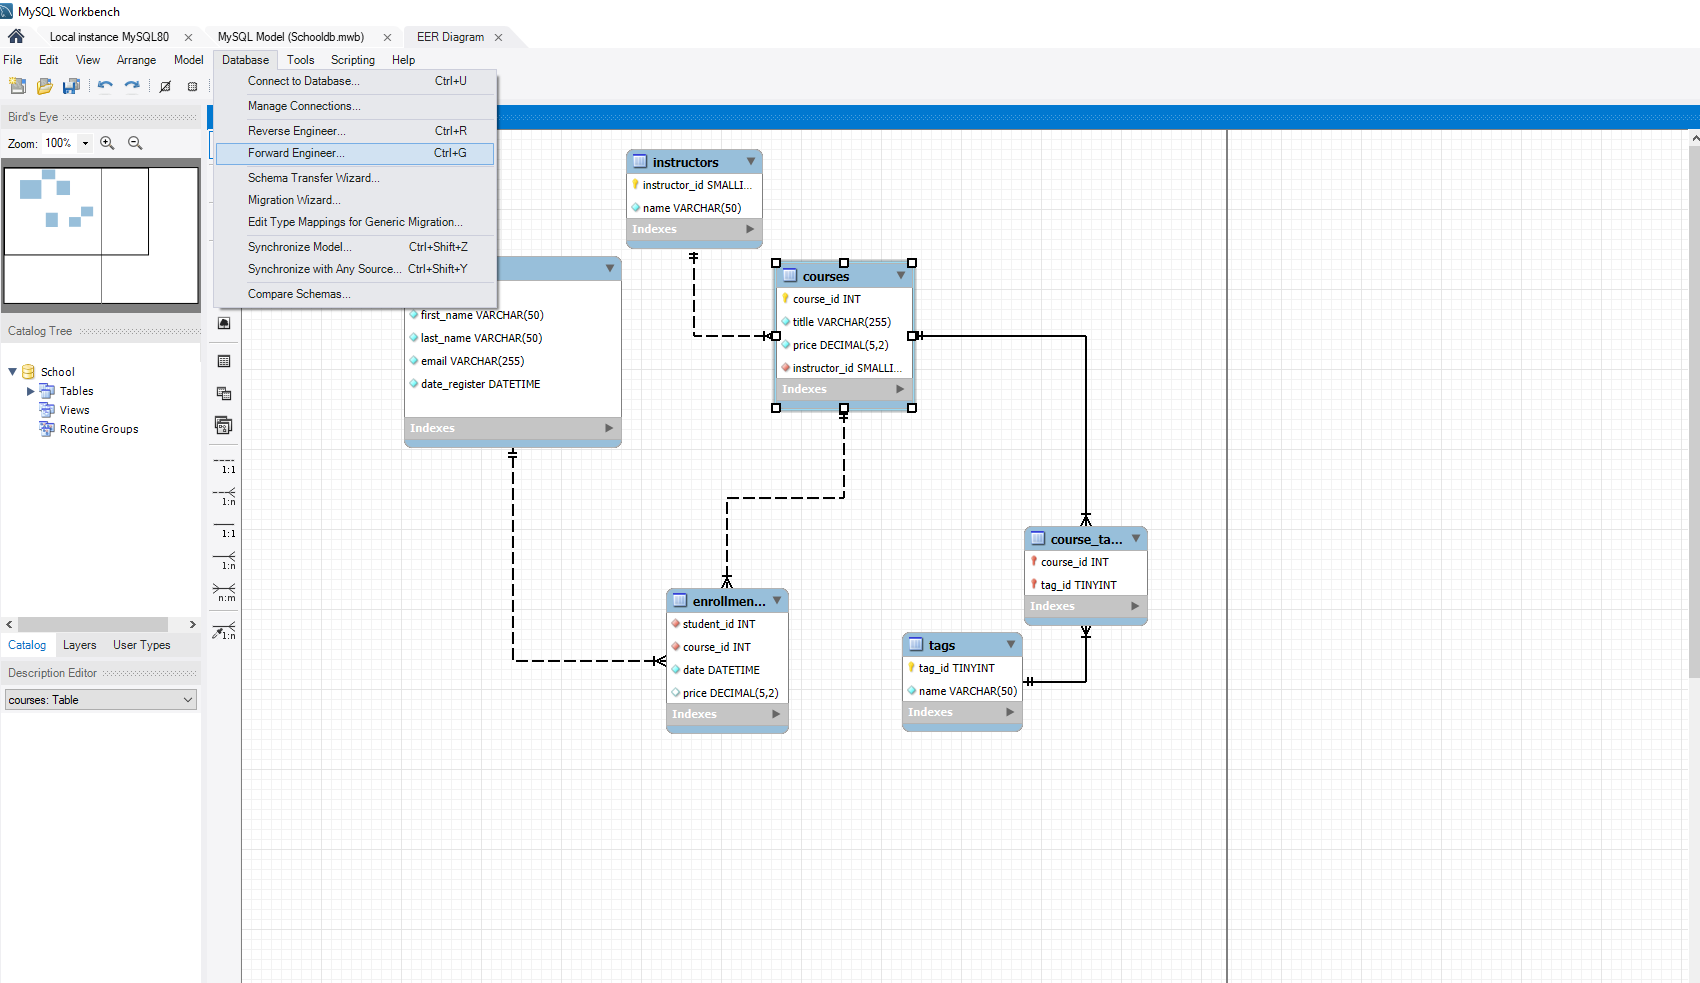 MySQL Workbench
Local instance MySQL80
MySQL Model (Schooldb.mwb)
EER Diagram
File Edit View Arrange Model Database Tools Scripting Help
Connect to Database... Ctrl+U
Manage Connections...
Reverse Engineer... Ctrl+R
Forward Engineer... Ctrl+G
Schema Transfer Wizard...
Migration Wizard...
Edit Type Mappings for Generic Migration...
Synchronize Model... Ctrl+Shift+Z
Synchronize with Any Source... Ctrl+Shift+Y
Compare Schemas...
Bird's Eye
Zoom: 100%
Catalog Tree
School
Tables
Views
Routine Groups
Catalog Layers User Types
Description Editor
courses: Table
1:1
1:n
1:1
1:n
n:m
1:n
first_name VARCHAR(50)
last_name VARCHAR(50)
email VARCHAR(255)
date_register DATETIME
Indexes
instructors
instructor_id SMALLI...
name VARCHAR(50)
Indexes
courses
course_id INT
titlle VARCHAR(255)
price DECIMAL(5,2)
instructor_id SMALLI...
Indexes
enrollmen...
student_id INT
course_id INT
date DATETIME
price DECIMAL(5,2)
Indexes
course_ta...
course_id INT
tag_id TINYINT
Indexes
tags
tag_id TINYINT
name VARCHAR(50)
Indexes